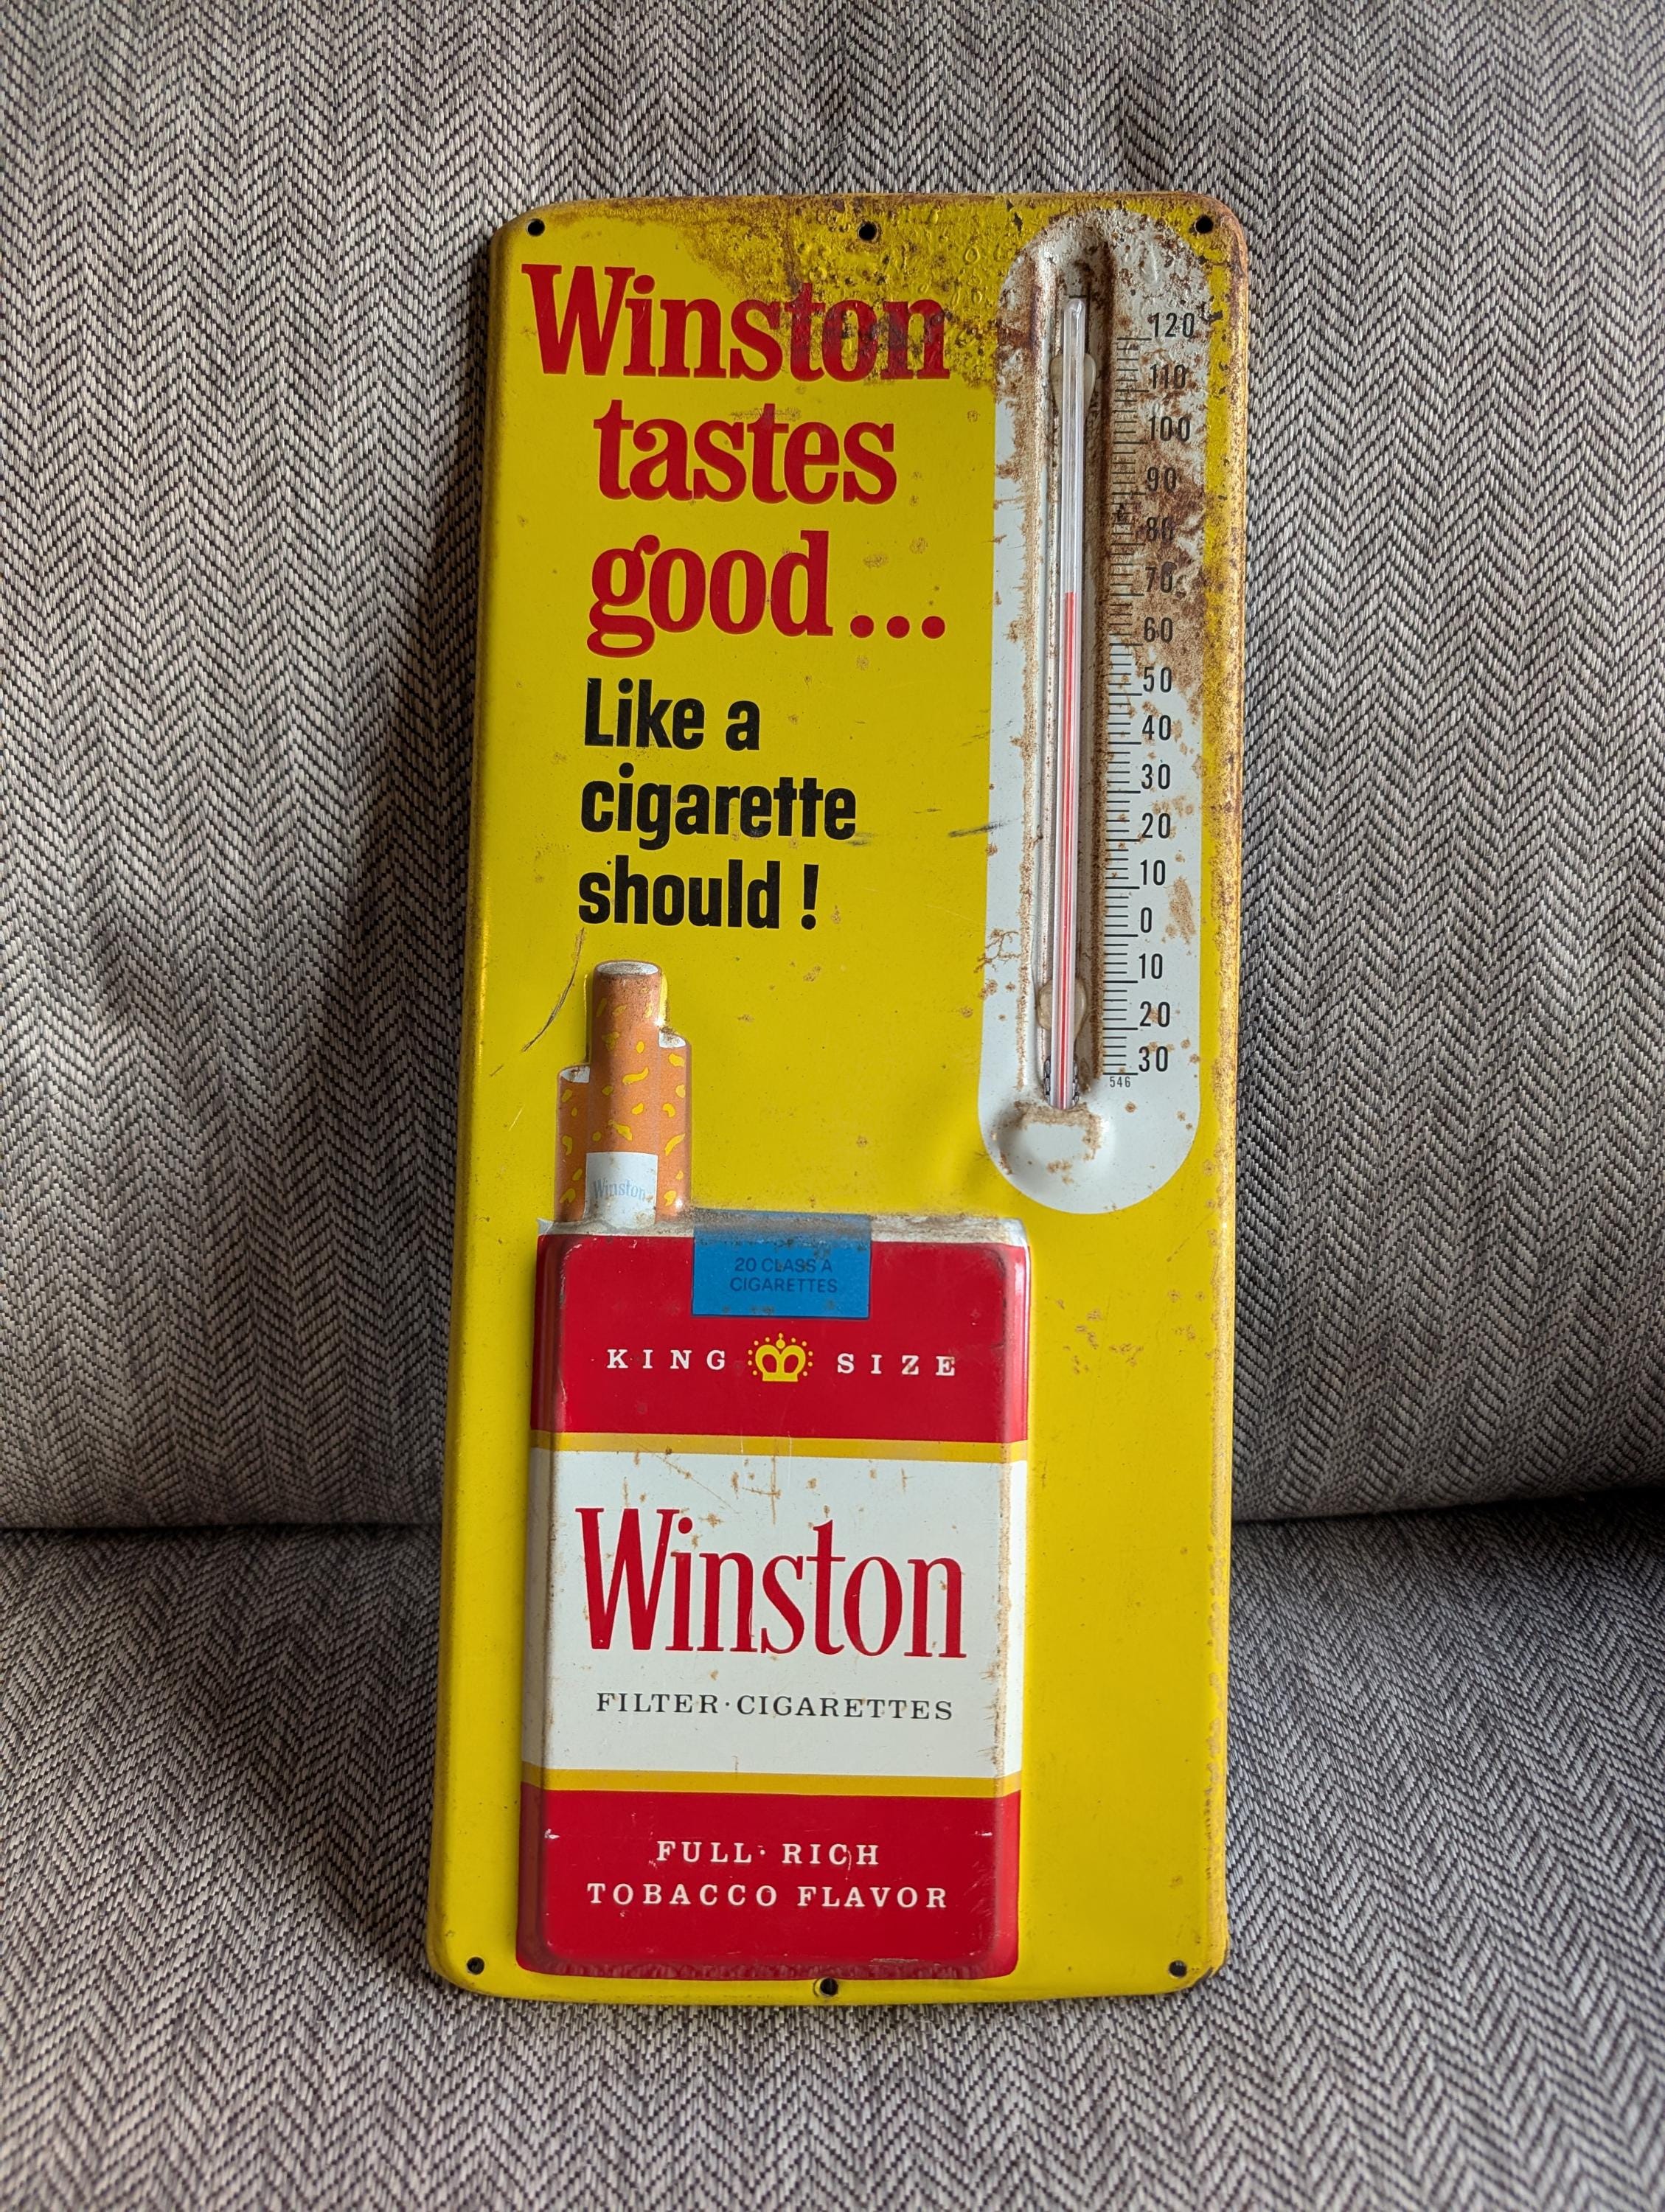 Winston
tastes
good...
Like a
cigarette
should!
120
110
100
90
80
70
60
50
40
30
20
10
0
10
20
30
546
Winston
20 CLASS A
CIGARETTES
KING SIZE
Winston
FILTER·CIGARETTES
FULL·RICH
TOBACCO FLAVOR